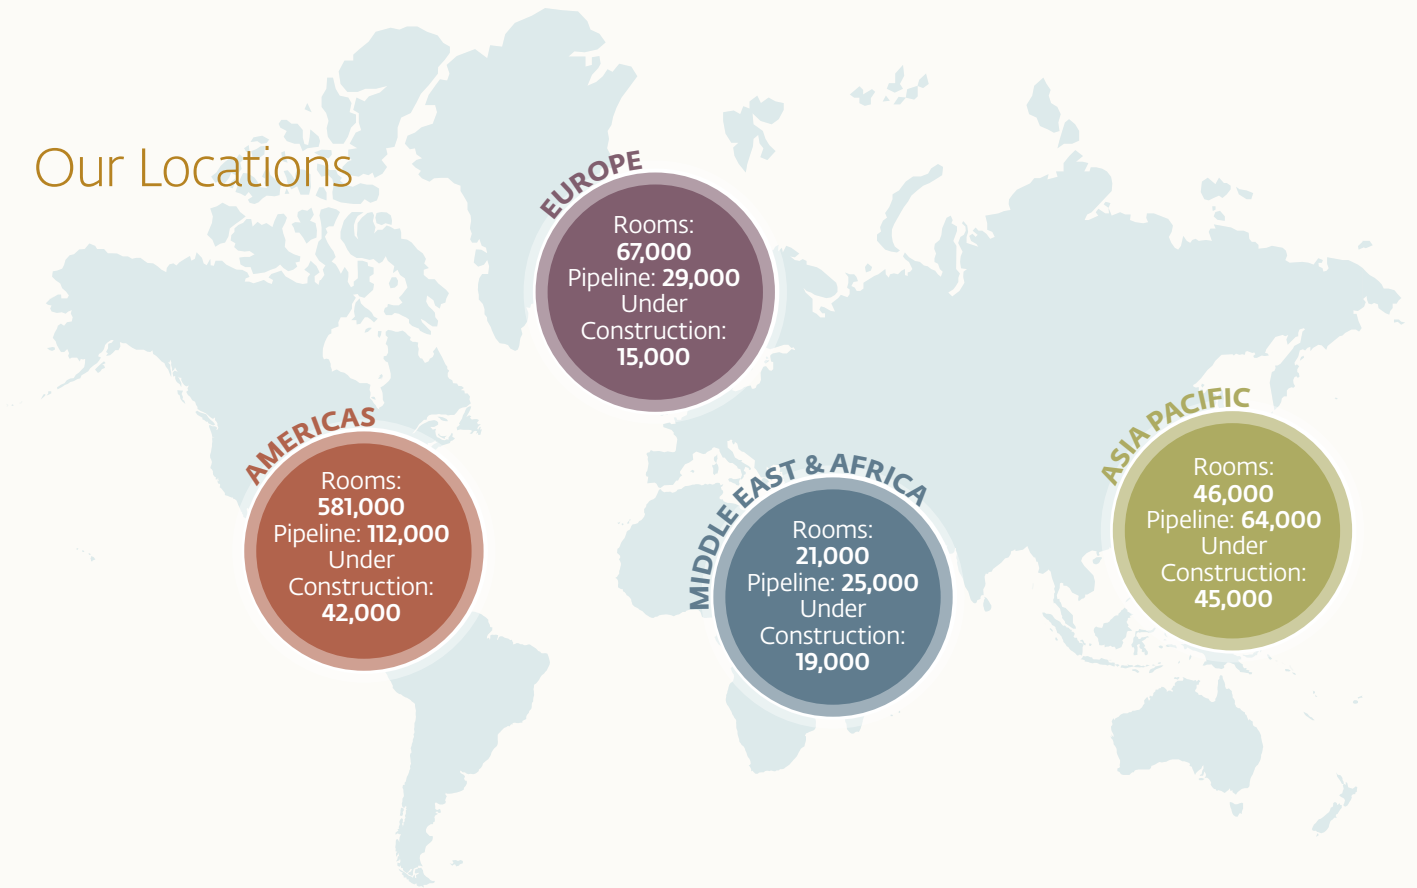 Our Locations
EUROPE
Rooms:
67,000
Pipeline: 29,000
Under
Construction:
15,000
AMERICAS
Rooms:
581,000
Pipeline: 112,000
Under
Construction:
42,000
MIDDLE EAST & AFRICA
Rooms:
21,000
Pipeline: 25,000
Under
Construction:
19,000
ASIA PACIFIC
Rooms:
46,000
Pipeline: 64,000
Under
Construction:
45,000